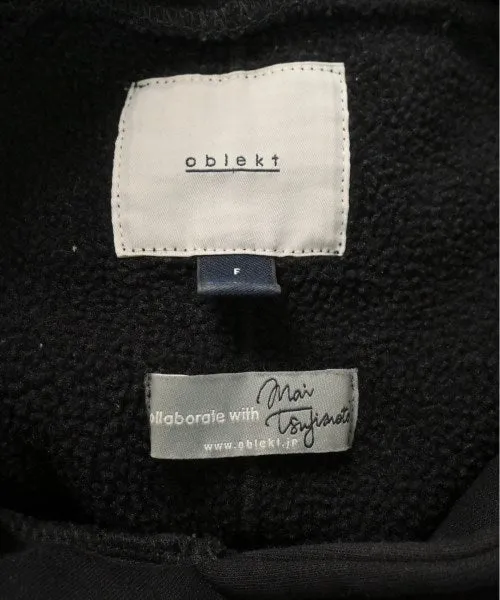 oblekt
F
ollaborate with Mai Tsujimoto
www.oblekt.jp